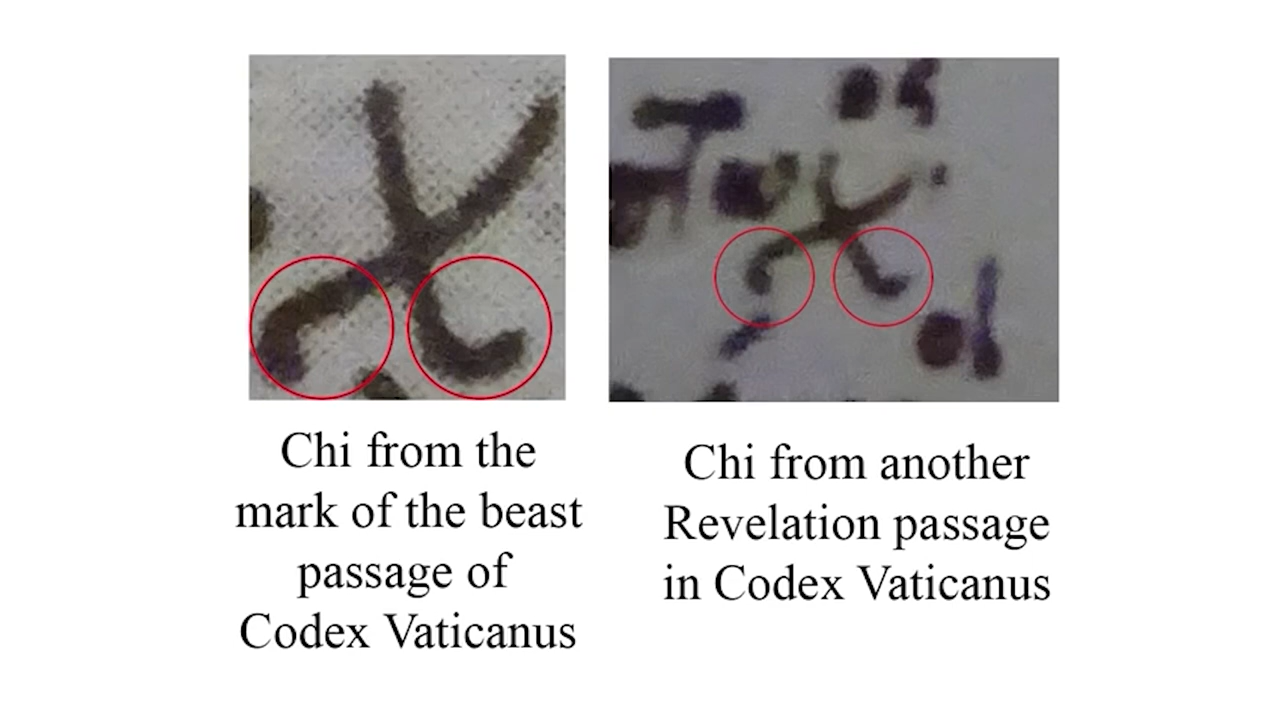 Chi from the
mark of the beast
passage of
Codex Vaticanus
Chi from another
Revelation passage
in Codex Vaticanus